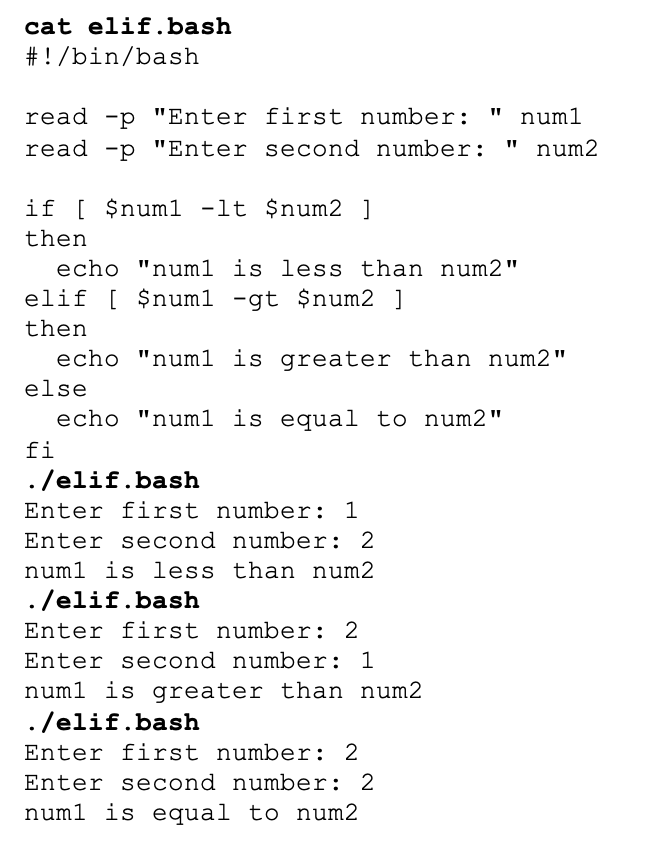 cat elif.bash
#!/bin/bash

read -p "Enter first number: " num1
read -p "Enter second number: " num2

if [ $num1 -lt $num2 ]
then
  echo "num1 is less than num2"
elif [ $num1 -gt $num2 ]
then
  echo "num1 is greater than num2"
else
  echo "num1 is equal to num2"
fi
./elif.bash
Enter first number: 1
Enter second number: 2
num1 is less than num2
./elif.bash
Enter first number: 2
Enter second number: 1
num1 is greater than num2
./elif.bash
Enter first number: 2
Enter second number: 2
num1 is equal to num2